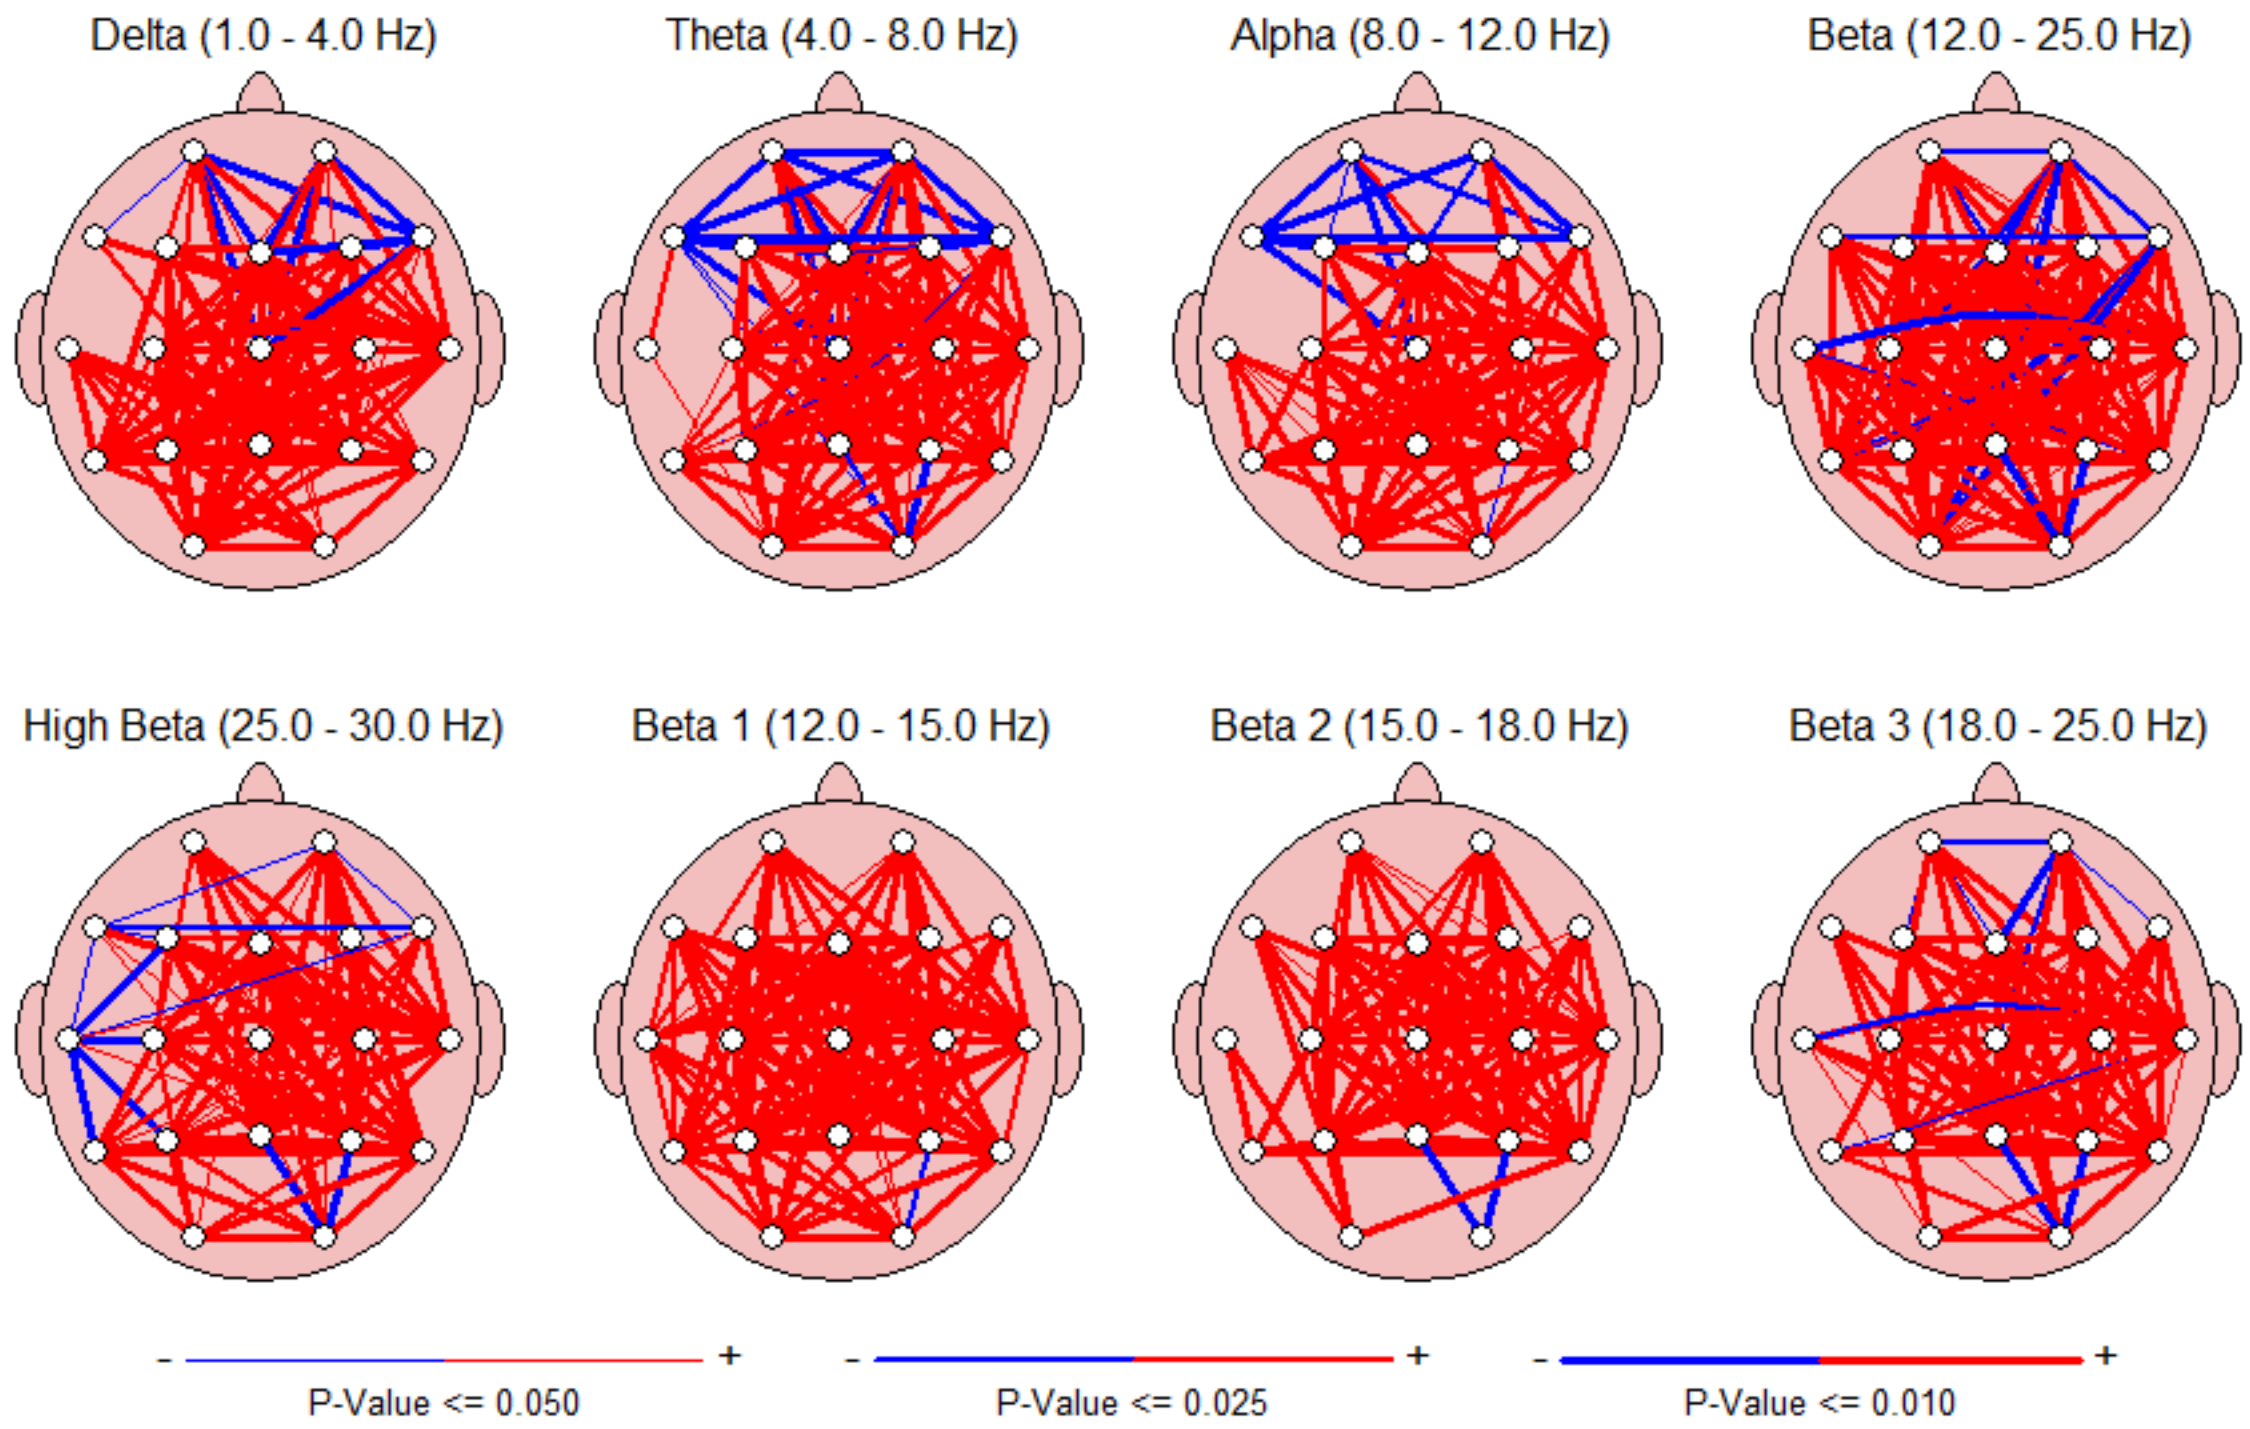 Delta (1.0 - 4.0 Hz) Theta (4.0 - 8.0 Hz) Alpha (8.0 - 12.0 Hz) Beta (12.0 - 25.0 Hz)
High Beta (25.0 - 30.0 Hz) Beta 1 (12.0 - 15.0 Hz) Beta 2 (15.0 - 18.0 Hz) Beta 3 (18.0 - 25.0 Hz)
- + - + - +
P-Value <= 0.050 P-Value <= 0.025 P-Value <= 0.010